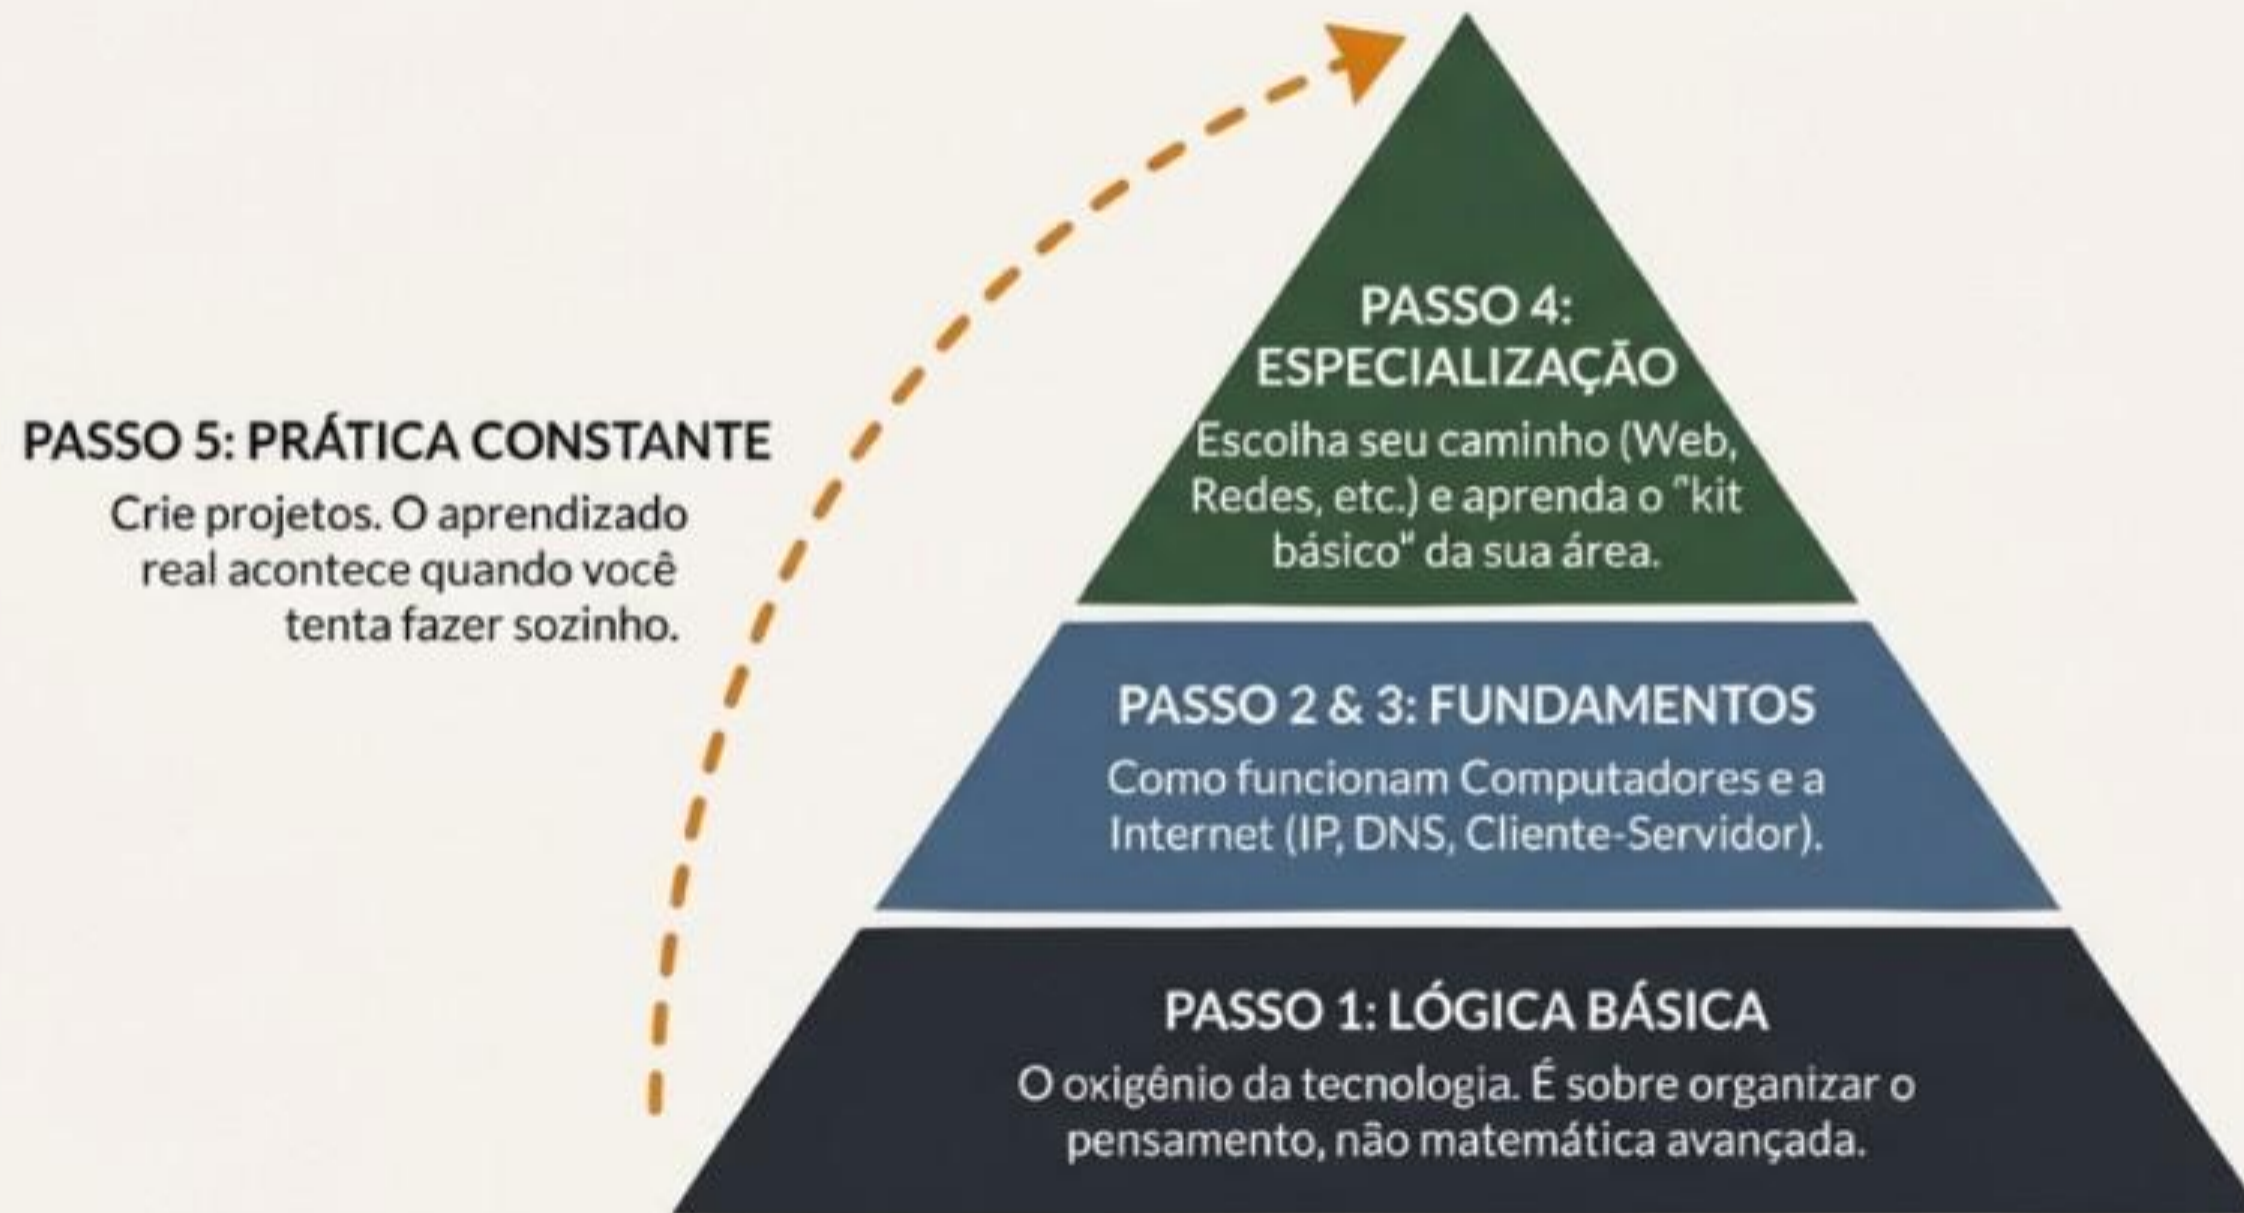 PASSO 4:
ESPECIALIZAÇÃO
Escolha seu caminho (Web,
Redes, etc.) e aprenda o "kit
básico" da sua área.
PASSO 5: PRÁTICA CONSTANTE
Crie projetos. O aprendizado
real acontece quando você
tenta fazer sozinho.
PASSO 2 & 3: FUNDAMENTOS
Como funcionam Computadores e a
Internet (IP, DNS, Cliente-Servidor).
PASSO 1: LÓGICA BÁSICA
O oxigênio da tecnologia. É sobre organizar o
pensamento, não matemática avançada.